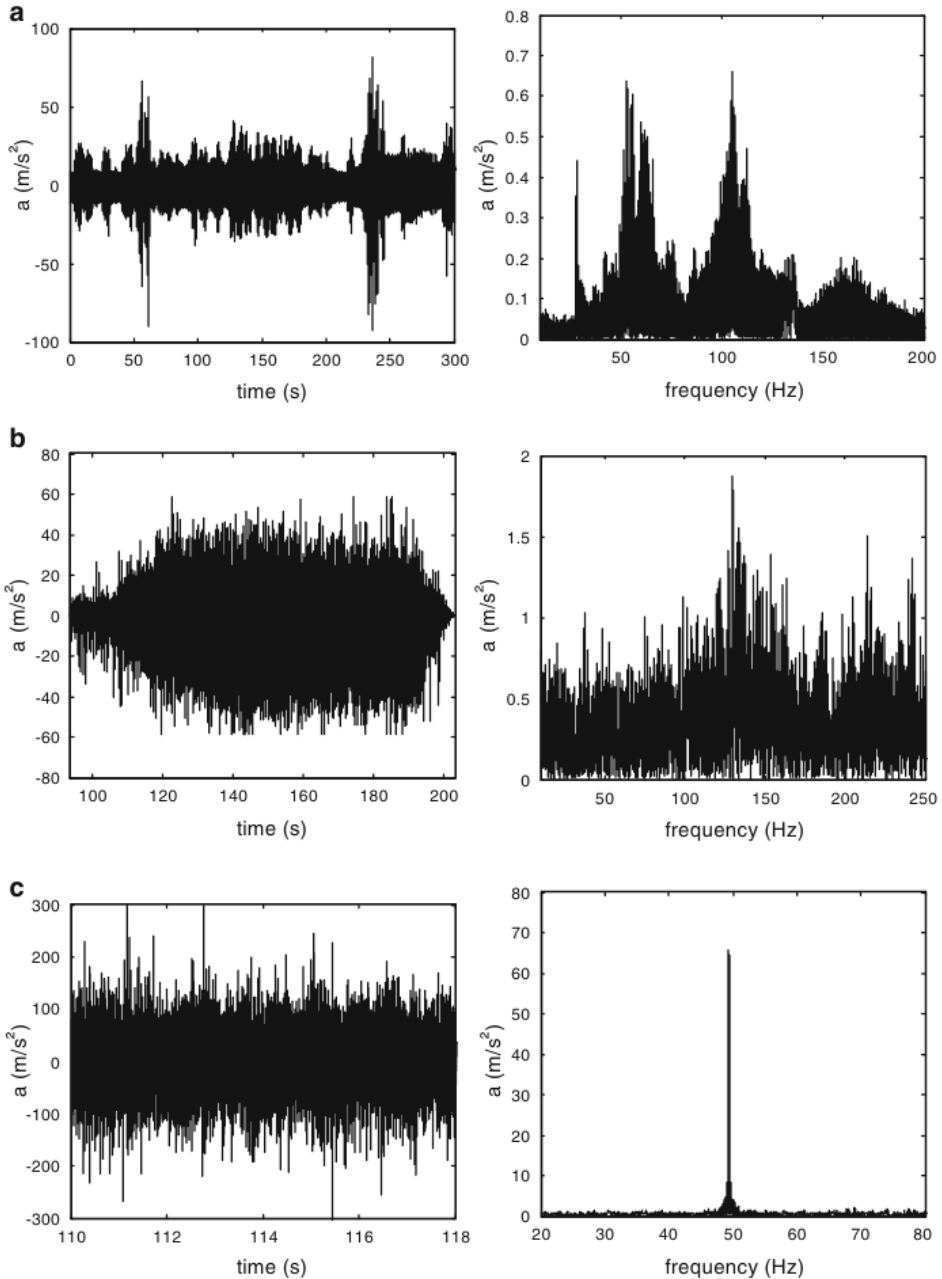 a
100
50
0
-50
-100
a (m/s²)
0 50 100 150 200 250 300
time (s)
0.8
0.7
0.6
0.5
0.4
0.3
0.2
0.1
0
a (m/s²)
50 100 150 200
frequency (Hz)
b
80
60
40
20
0
-20
-40
-60
-80
a (m/s²)
100 120 140 160 180 200
time (s)
2
1.5
1
0.5
0
a (m/s²)
50 100 150 200 250
frequency (Hz)
c
300
200
100
0
-100
-200
-300
a (m/s²)
110 112 114 116 118
time (s)
80
70
60
50
40
30
20
10
0
a (m/s²)
20 30 40 50 60 70 80
frequency (Hz)